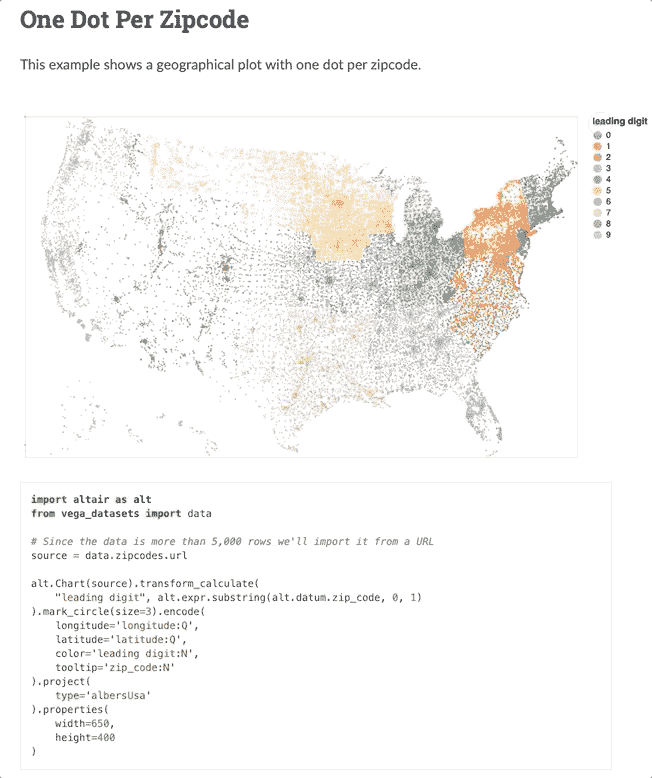 One Dot Per Zipcode
This example shows a geographical plot with one dot per zipcode.
leading digit
0
1
2
3
4
5
6
7
8
9
import altair as alt
from vega_datasets import data
# Since the data is more than 5,000 rows we'll import it from a URL
source = data.zipcodes.url
alt.Chart(source).transform_calculate(
    "leading digit", alt.expr.substring(alt.datum.zip_code, 0, 1)
).mark_circle(size=3).encode(
    longitude='longitude:Q',
    latitude='latitude:Q',
    color='leading digit:N',
    tooltip='zip_code:N'
).project(
    type='albersUsa'
).properties(
    width=650,
    height=400
)